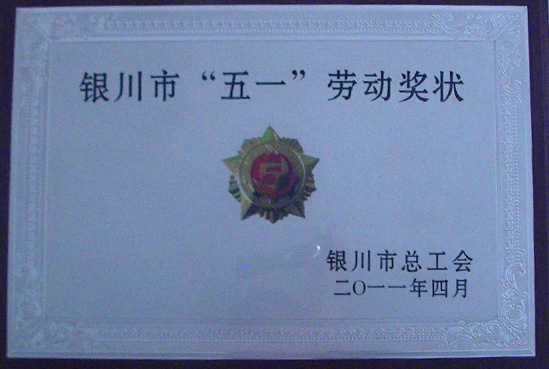 银川市“五一”劳动奖状
银川市总工会
二〇一一年四月